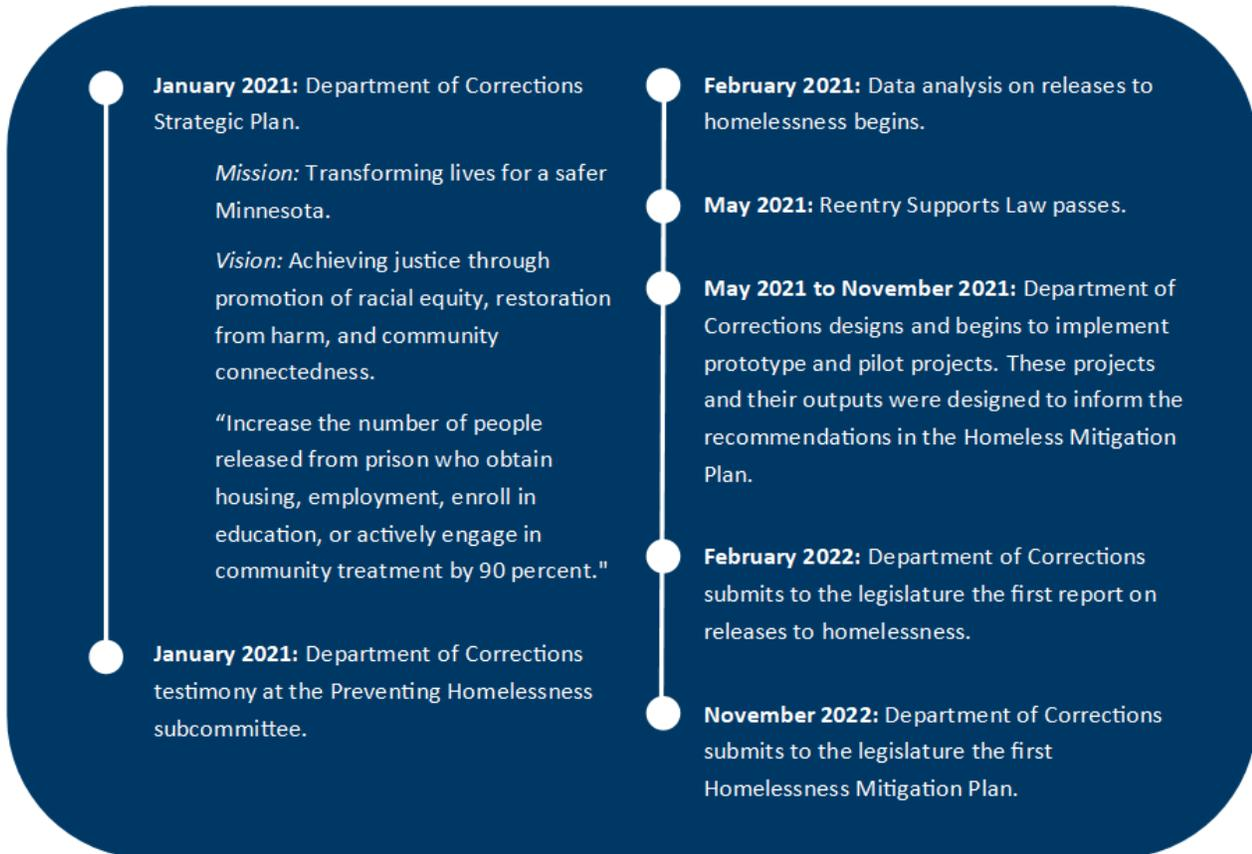 January 2021: Department of Corrections
Strategic Plan.
Mission: Transforming lives for a safer
Minnesota.
Vision: Achieving justice through
promotion of racial equity, restoration
from harm, and community
connectedness.
“Increase the number of people
released from prison who obtain
housing, employment, enroll in
education, or actively engage in
community treatment by 90 percent."
January 2021: Department of Corrections
testimony at the Preventing Homelessness
subcommittee.
February 2021: Data analysis on releases to
homelessness begins.
May 2021: Reentry Supports Law passes.
May 2021 to November 2021: Department of
Corrections designs and begins to implement
prototype and pilot projects. These projects
and their outputs were designed to inform the
recommendations in the Homeless Mitigation
Plan.
February 2022: Department of Corrections
submits to the legislature the first report on
releases to homelessness.
November 2022: Department of Corrections
submits to the legislature the first
Homelessness Mitigation Plan.